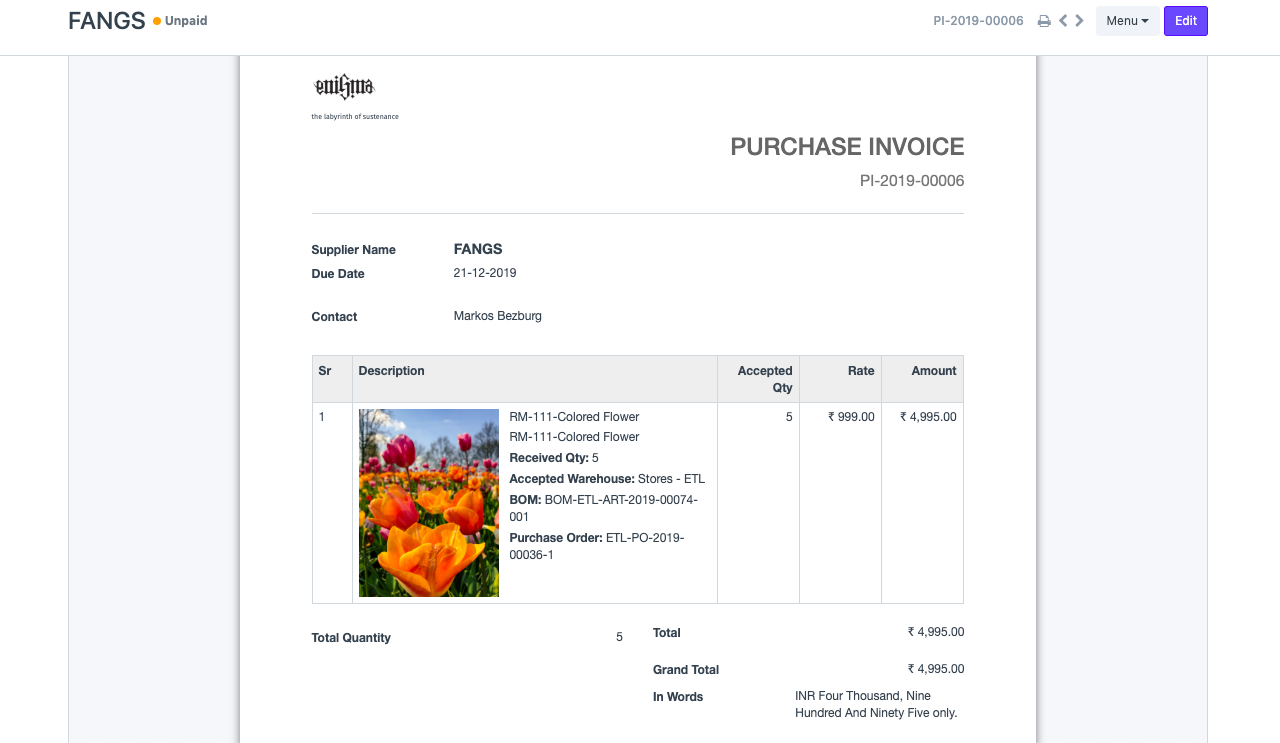 FANGS Unpaid PI-2019-00006 Menu Edit
enigma
the labyrinth of sustenance
PURCHASE INVOICE
PI-2019-00006
Supplier Name FANGS
Due Date 21-12-2019
Contact Markos Bezburg
Sr Description Accepted Qty Rate Amount
1 RM-111-Colored Flower 5 ₹ 999.00 ₹ 4,995.00
RM-111-Colored Flower
Received Qty: 5
Accepted Warehouse: Stores - ETL
BOM: BOM-ETL-ART-2019-00074-
001
Purchase Order: ETL-PO-2019-
00036-1
Total Quantity 5 Total ₹ 4,995.00
Grand Total ₹ 4,995.00
In Words INR Four Thousand, Nine
Hundred And Ninety Five only.